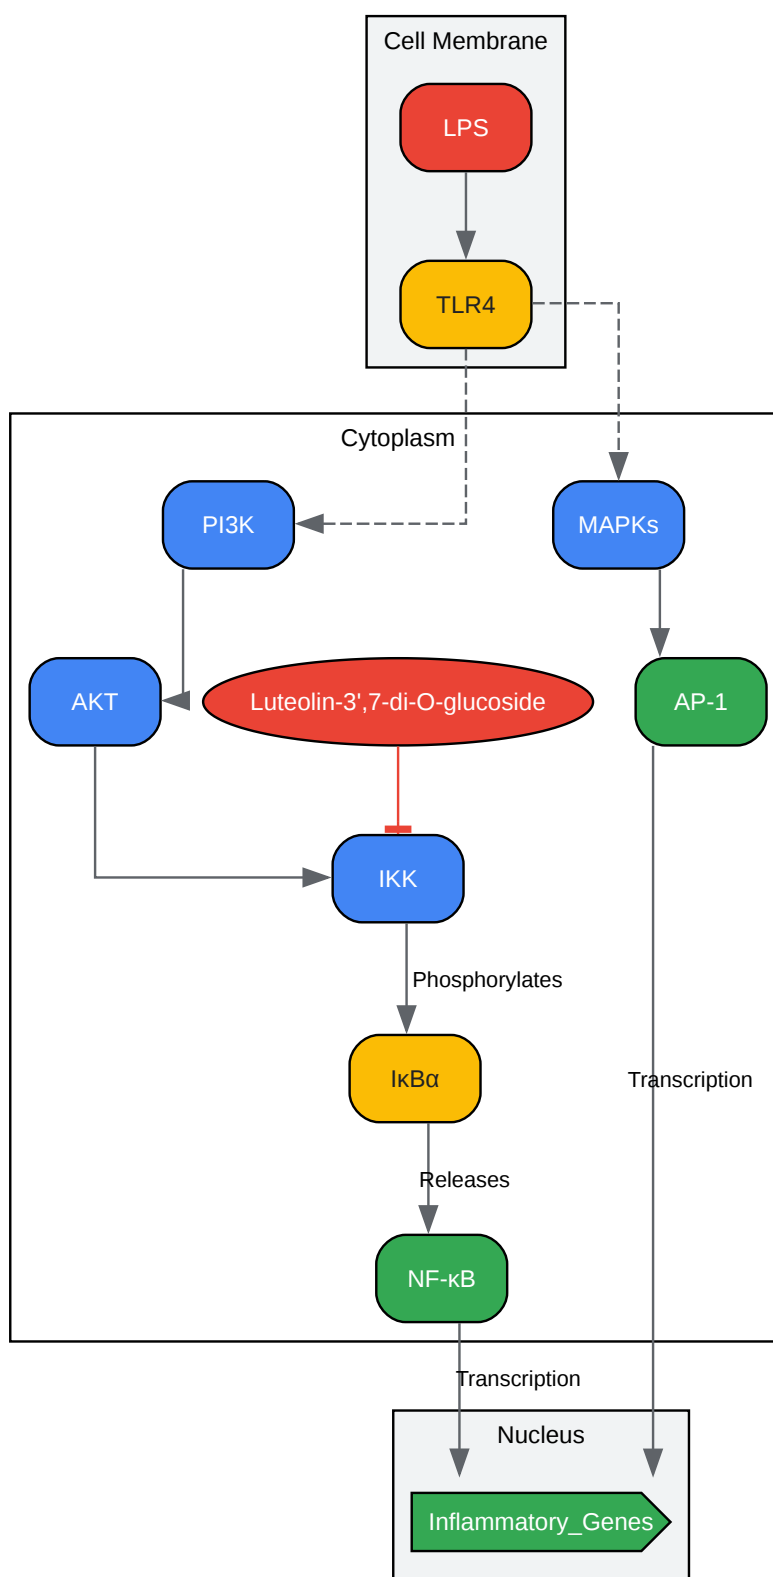 Cell Membrane
LPS
TLR4
Cytoplasm
PI3K
MAPKs
AKT
Luteolin-3',7-di-O-glucoside
AP-1
IKK
Phosphorylates
IκBα
Transcription
Releases
NF-κB
Transcription
Nucleus
Inflammatory_Genes